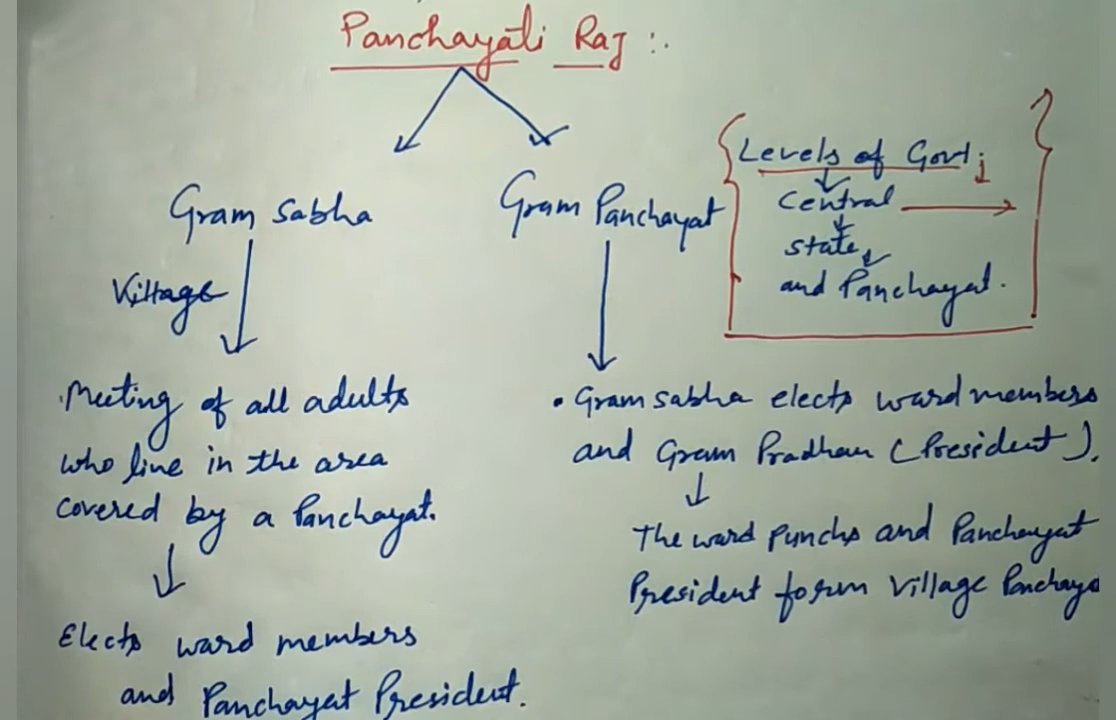 Panchayati Raj :.
Gram Sabha
Village
.Meeting of all adults
who line in the area
covered by a Panchayat.
Elects ward members
and Panchayat President.
Gram Panchayat
• Gram sabha elects ward members
and Gram Pradhan (President).
The ward Punchs and Panchayat
President form Village Panchaya
Levels of Govt;
Central
state,
and Panchayat.